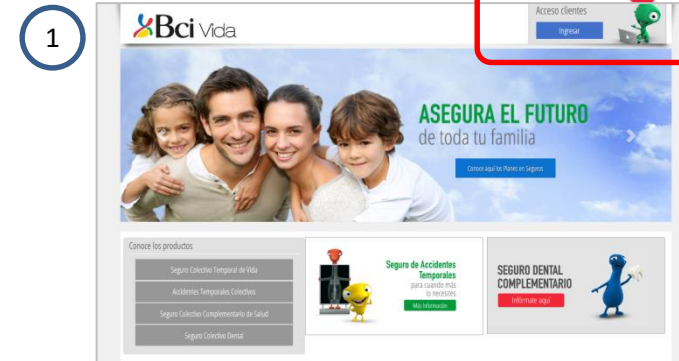 1
Bci Vida
Acceso clientes
Ingresar
ASEGURA EL FUTURO
de toda tu familia
Conoce aquí los Planes en Seguros
Conoce los productos
Seguro Colectivo Temporal de Vida
Accidentes Temporales Colectivos
Seguro Colectivo Complementario de Salud
Seguro Colectivo Dental
Seguro de Accidentes
Temporales
para cuando más
lo necesites
Más Información
SEGURO DENTAL
COMPLEMENTARIO
Infórmate aquí